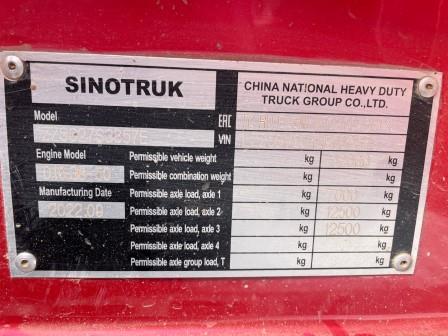 SINOTRUK
CHINA NATIONAL HEAVY DUTY
TRUCK GROUP CO.,LTD.
Model
EAC
VIN
Engine Model
Permissible vehicle weight kg kg
Permissible combination weight kg kg
Manufacturing Date
Permissible axle load, axle 1 kg kg
2022.09
Permissible axle load, axle 2 kg 12500 kg
Permissible axle load, axle 3 kg 12500 kg
Permissible axle load, axle 4 kg kg
Permissible axle group load, T kg kg